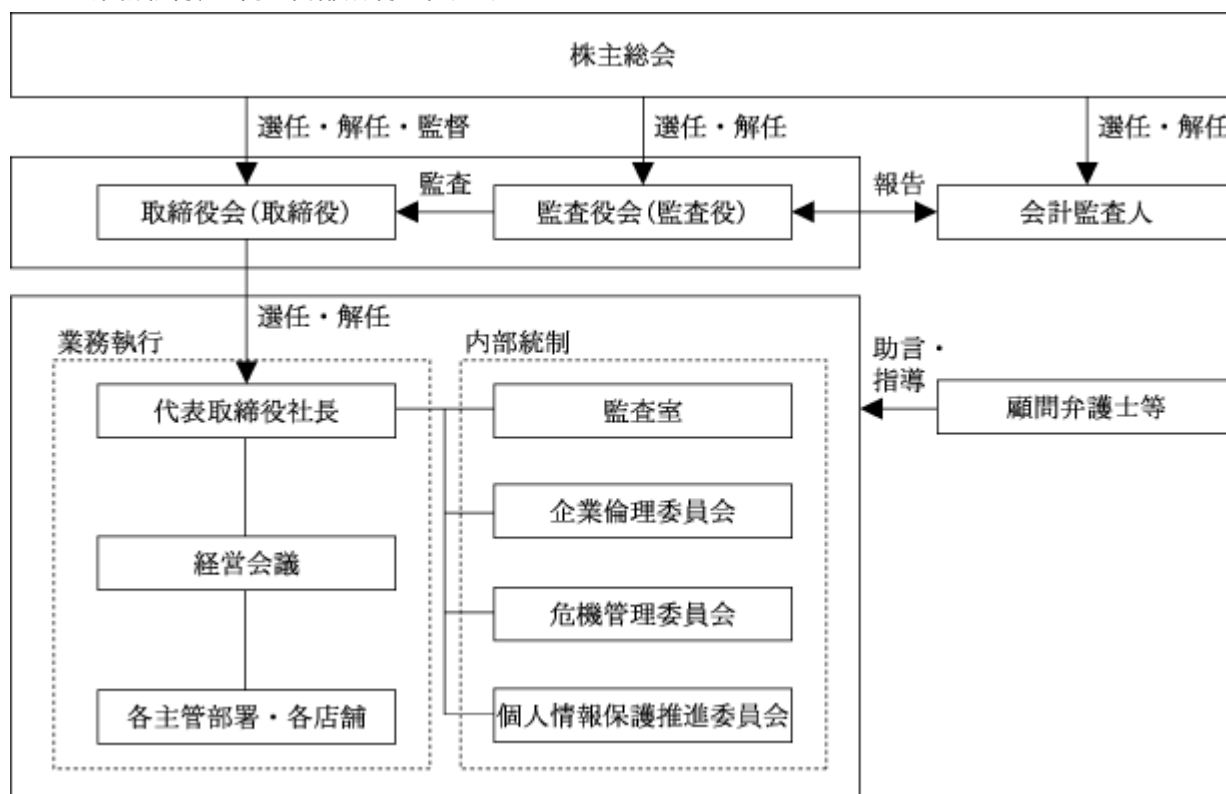 株主総会
選任・解任・監督
選任・解任
選任・解任
取締役会(取締役)
監査
監査役会(監査役)
報告
会計監査人
選任・解任
業務執行
内部統制
助言・
指導
代表取締役社長
監査室
顧問弁護士等
企業倫理委員会
経営会議
危機管理委員会
各主管部署・各店舗
個人情報保護推進委員会